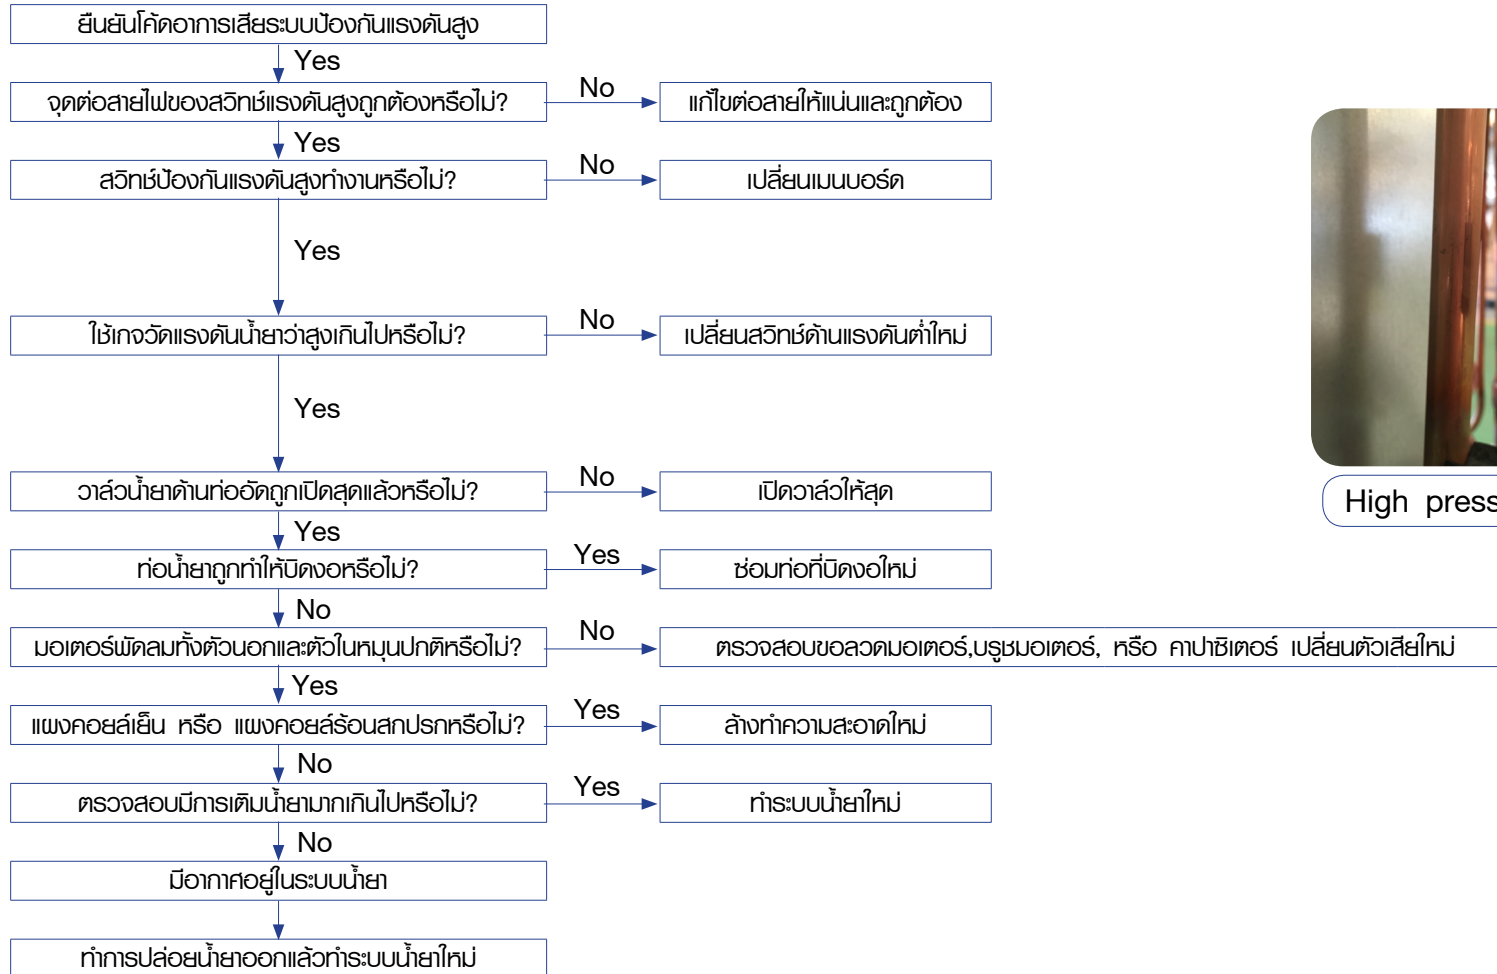 ยืนยันโค้ดอาการเสียระบบป้องกันแรงดันสูง
Yes
จุดต่อสายไฟของสวิทช์แรงดันสูงถูกต้องหรือไม่?
No
แก้ไขต่อสายให้แน่นและถูกต้อง
Yes
สวิทช์ป้องกันแรงดันสูงทำงานหรือไม่?
No
เปลี่ยนเมนบอร์ด
Yes
ใช้เกจวัดแรงดันน้ำยาว่าสูงเกินไปหรือไม่?
No
เปลี่ยนสวิทช์ด้านแรงดันต่ำใหม่
Yes
วาล์วน้ำยาด้านท่ออัดถูกเปิดสุดแล้วหรือไม่?
No
เปิดวาล์วให้สุด
High press
Yes
ท่อน้ำยาถูกทำให้บิดงอหรือไม่?
Yes
ซ่อมท่อที่บิดงอใหม่
No
มอเตอร์พัดลมทั้งตัวนอกและตัวในหมุนปกติหรือไม่?
No
ตรวจสอบขอลวดมอเตอร์,บรูชมอเตอร์, หรือ คาปาซิเตอร์ เปลี่ยนตัวเสียใหม่
Yes
แผงคอยล์เย็น หรือ แผงคอยล์ร้อนสกปรกหรือไม่?
Yes
ล้างทำความสะอาดใหม่
No
ตรวจสอบมีการเติมน้ำยามากเกินไปหรือไม่?
Yes
ทำระบบน้ำยาใหม่
No
มีอากาศอยู่ในระบบน้ำยา
ทำการปล่อยน้ำยาออกแล้วทำระบบน้ำยาใหม่